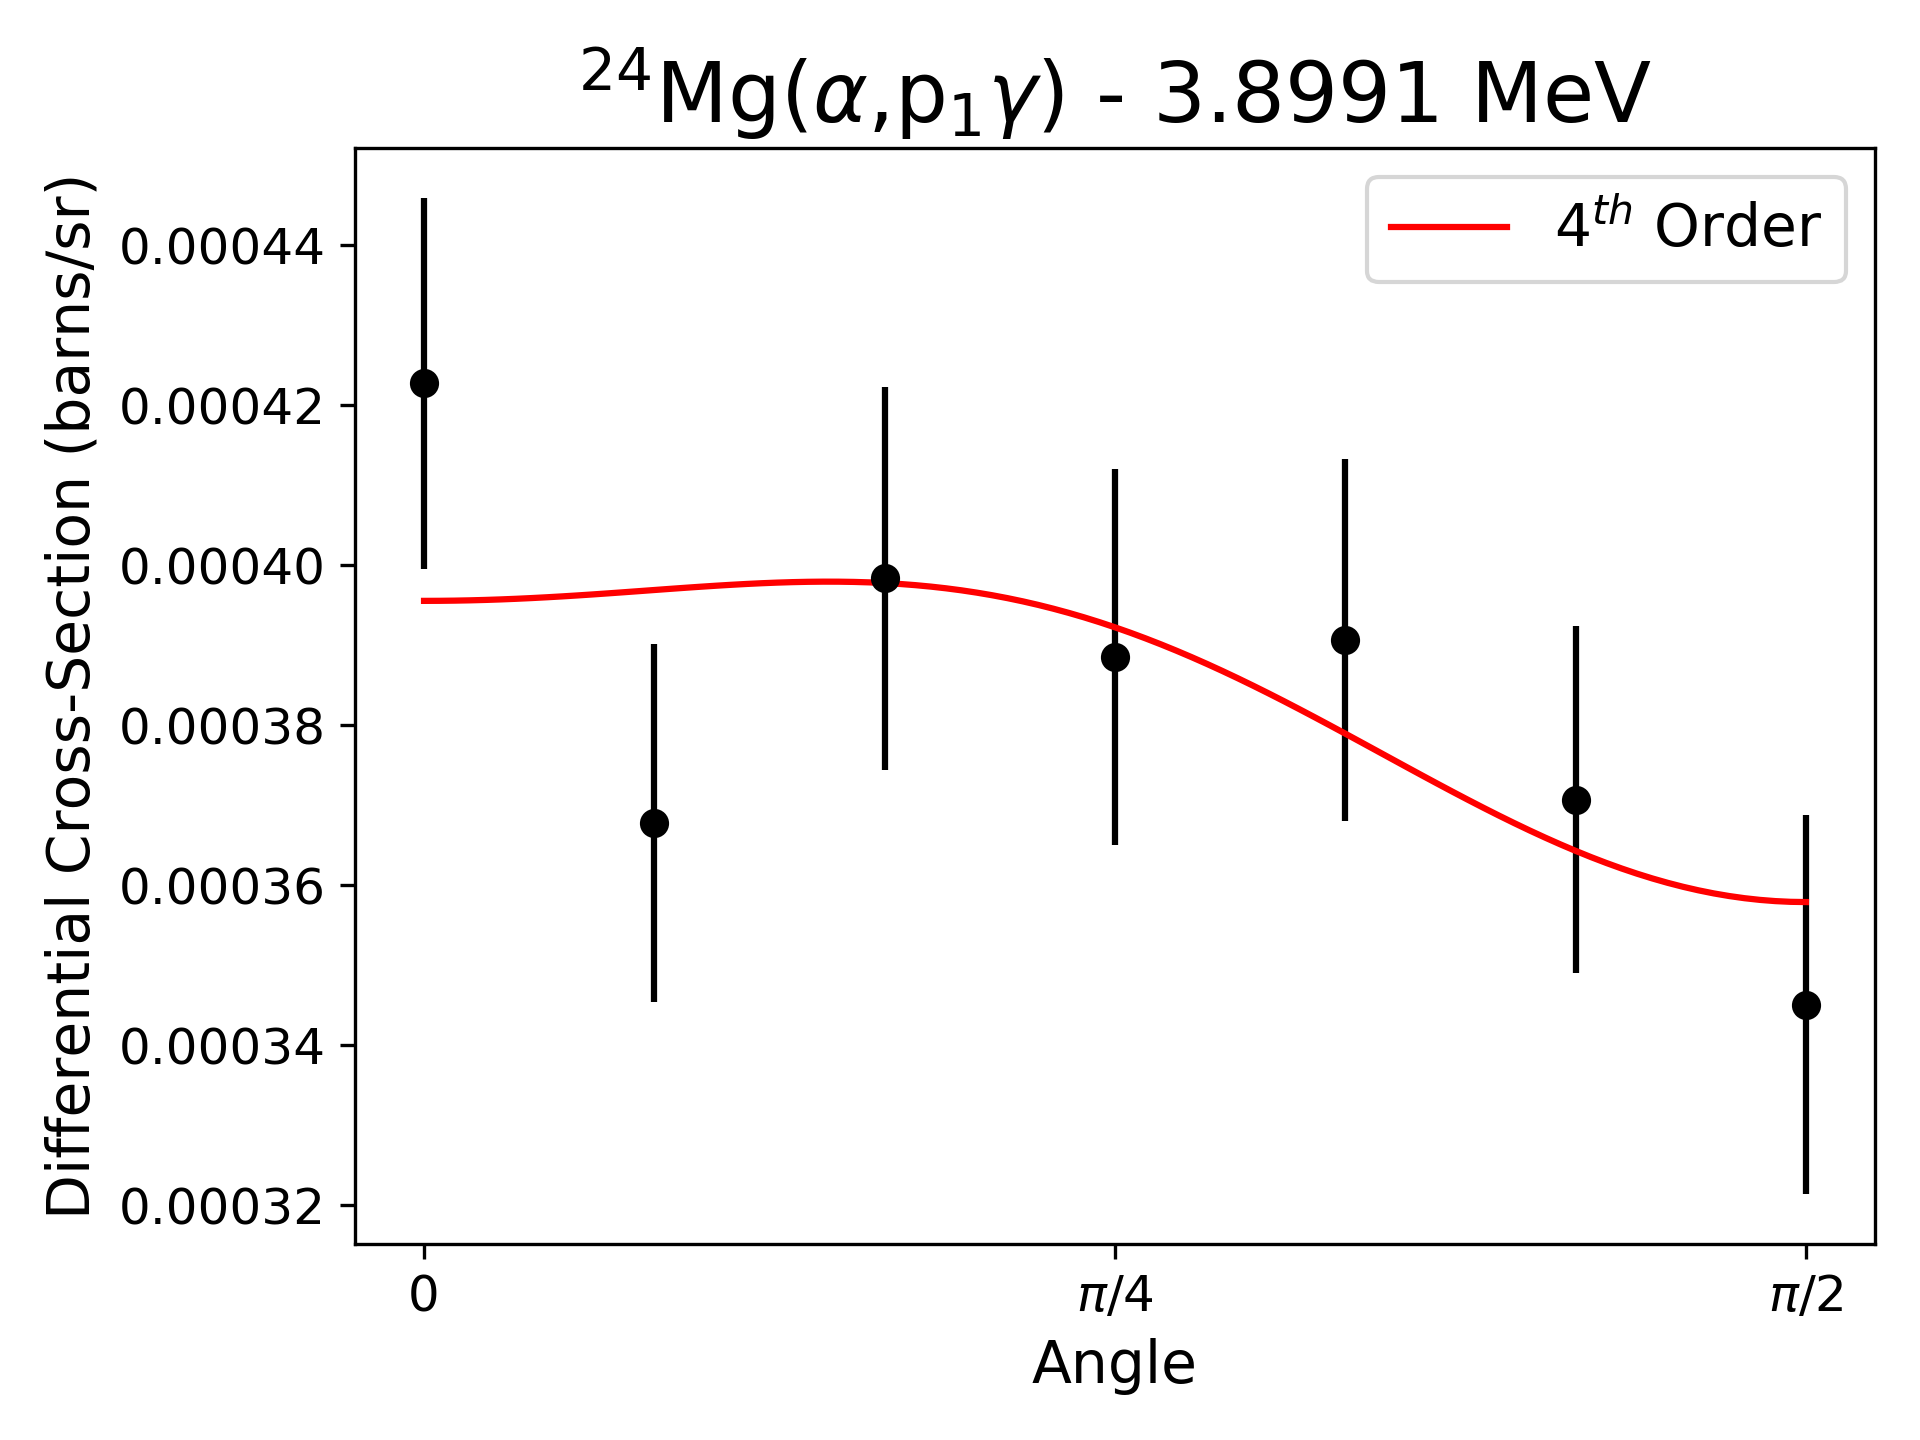 ²⁴Mg(α,p₁γ) - 3.8991 MeV
4ᵗʰ Order
Differential Cross-Section (barns/sr)
0.00044
0.00042
0.00040
0.00038
0.00036
0.00034
0.00032
0 π/4 π/2
Angle